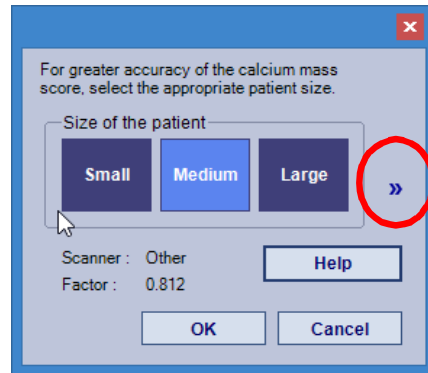 For greater accuracy of the calcium mass
score, select the appropriate patient size.
Size of the patient
Small Medium Large »
Scanner : Other
Help
Factor : 0.812
OK Cancel